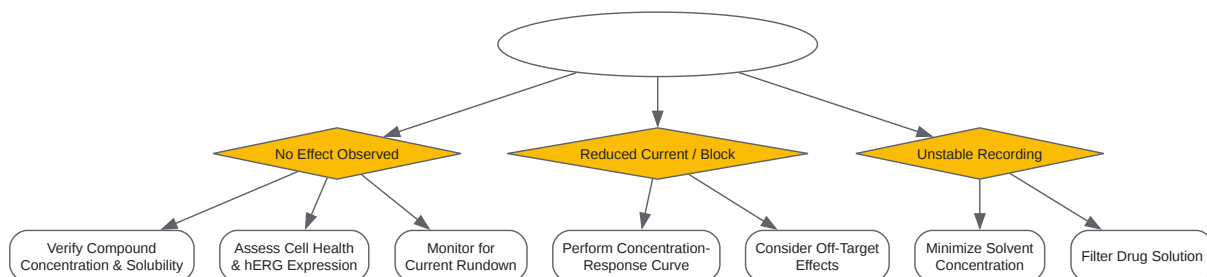 No Effect Observed
Reduced Current / Block
Unstable Recording
Verify Compound
Concentration & Solubility
Assess Cell Health
& hERG Expression
Monitor for
Current Rundown
Perform Concentration-
Response Curve
Consider Off-Target
Effects
Minimize Solvent
Concentration
Filter Drug Solution